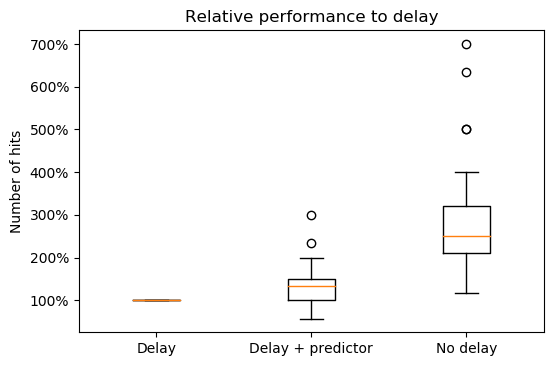 Relative performance to delay
Number of hits
700%
600%
500%
400%
300%
200%
100%
Delay
Delay + predictor
No delay